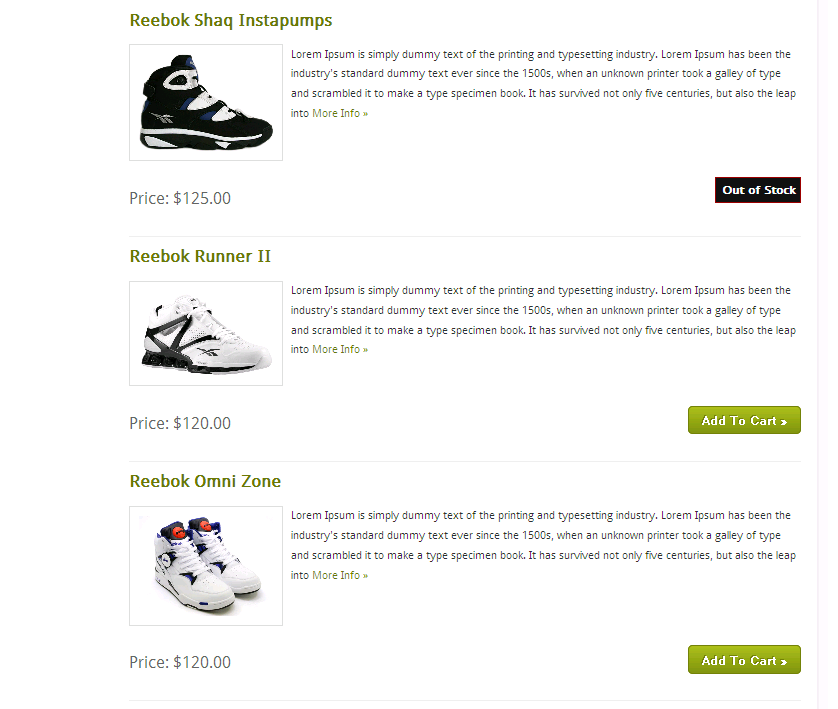 Reebok Shaq Instapumps
Lorem Ipsum is simply dummy text of the printing and typesetting industry. Lorem Ipsum has been the
industry's standard dummy text ever since the 1500s, when an unknown printer took a galley of type
and scrambled it to make a type specimen book. It has survived not only five centuries, but also the leap
into More Info »
Price: $125.00
Out of Stock
Reebok Runner II
Lorem Ipsum is simply dummy text of the printing and typesetting industry. Lorem Ipsum has been the
industry's standard dummy text ever since the 1500s, when an unknown printer took a galley of type
and scrambled it to make a type specimen book. It has survived not only five centuries, but also the leap
into More Info »
Price: $120.00
Add To Cart »
Reebok Omni Zone
Lorem Ipsum is simply dummy text of the printing and typesetting industry. Lorem Ipsum has been the
industry's standard dummy text ever since the 1500s, when an unknown printer took a galley of type
and scrambled it to make a type specimen book. It has survived not only five centuries, but also the leap
into More Info »
Price: $120.00
Add To Cart »